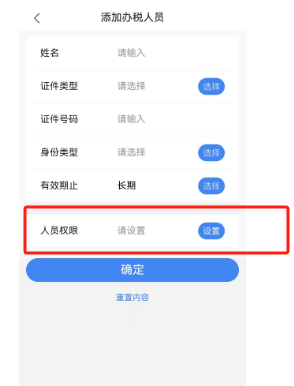 添加办税人员
姓名 请输入
证件类型 请选择 选择
证件号码 请输入
身份类型 请选择 选择
有效期止 长期 选择
人员权限 请设置 设置
确定
重置内容